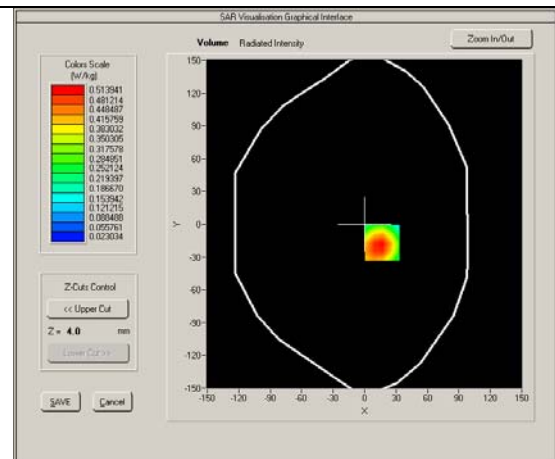 SAR Visualisation Graphical Interface
Volume Radiated Intensity
Zoom In/Out
Colors Scale
(W/kg)
0.513941
0.481214
0.448487
0.415759
0.383032
0.350305
0.317578
0.284851
0.252124
0.219397
0.186670
0.153942
0.121215
0.088488
0.055761
0.023034
150
120
90
60
30
0
-30
-60
-90
-120
-150
Y
-150 -120 -90 -60 -30 0 30 60 90 120 150
X
Z-Cuts Control
<< Upper Cut
Z = 4.0 mm
Lower Cut >>
SAVE Cancel